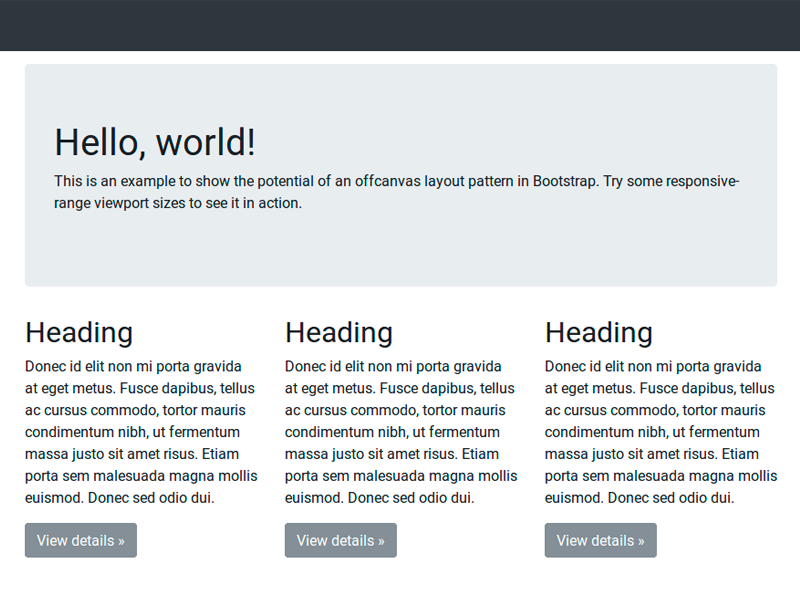 Hello, world!
This is an example to show the potential of an offcanvas layout pattern in Bootstrap. Try some responsive-
range viewport sizes to see it in action.
Heading
Donec id elit non mi porta gravida
at eget metus. Fusce dapibus, tellus
ac cursus commodo, tortor mauris
condimentum nibh, ut fermentum
massa justo sit amet risus. Etiam
porta sem malesuada magna mollis
euismod. Donec sed odio dui.
View details »
Heading
Donec id elit non mi porta gravida
at eget metus. Fusce dapibus, tellus
ac cursus commodo, tortor mauris
condimentum nibh, ut fermentum
massa justo sit amet risus. Etiam
porta sem malesuada magna mollis
euismod. Donec sed odio dui.
View details »
Heading
Donec id elit non mi porta gravida
at eget metus. Fusce dapibus, tellus
ac cursus commodo, tortor mauris
condimentum nibh, ut fermentum
massa justo sit amet risus. Etiam
porta sem malesuada magna mollis
euismod. Donec sed odio dui.
View details »